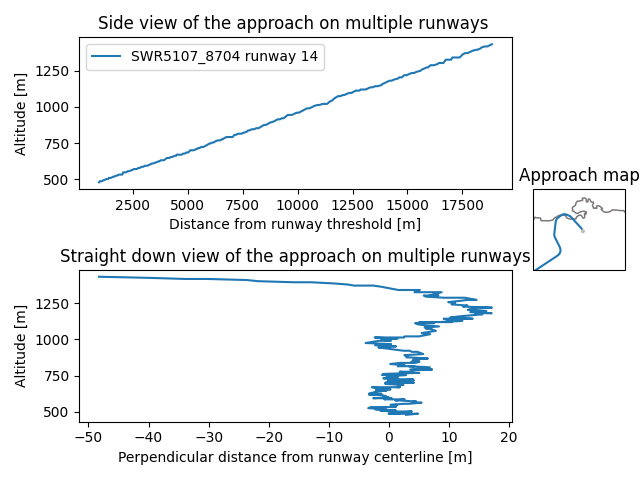 Side view of the approach on multiple runways
SWR5107_8704 runway 14
Altitude [m]
1250
1000
750
500
2500
5000
7500
10000
12500
15000
17500
Distance from runway threshold [m]
Approach map
Straight down view of the approach on multiple runways
Altitude [m]
1250
1000
750
500
−50
−40
−30
−20
−10
0
10
20
Perpendicular distance from runway centerline [m]